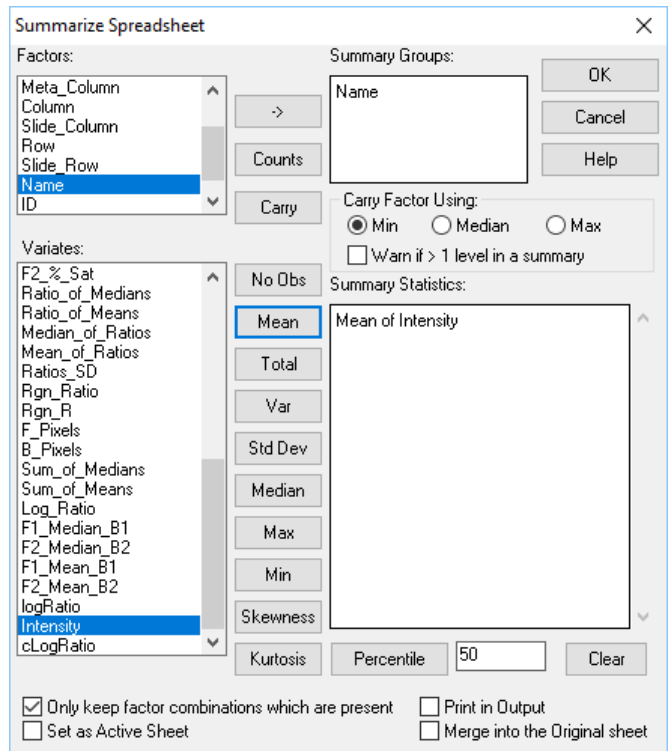 Summarize Spreadsheet
Factors:
Meta_Column
Column
Slide_Column
Row
Slide_Row
Name
ID
->
Counts
Carry
Summary Groups:
Name
OK
Cancel
Help
Carry Factor Using:
Min
Median
Max
Warn if > 1 level in a summary
Variates:
F2_%_Sat
Ratio_of_Medians
Ratio_of_Means
Median_of_Ratios
Mean_of_Ratios
Ratios_SD
Rgn_Ratio
Rgn_R
F_Pixels
B_Pixels
Sum_of_Medians
Sum_of_Means
Log_Ratio
F1_Median_B1
F2_Median_B2
F1_Mean_B1
F2_Mean_B2
logRatio
Intensity
cLogRatio
No Obs
Mean
Total
Var
Std Dev
Median
Max
Min
Skewness
Kurtosis
Summary Statistics:
Mean of Intensity
Percentile
50
Clear
Only keep factor combinations which are present
Print in Output
Set as Active Sheet
Merge into the Original sheet